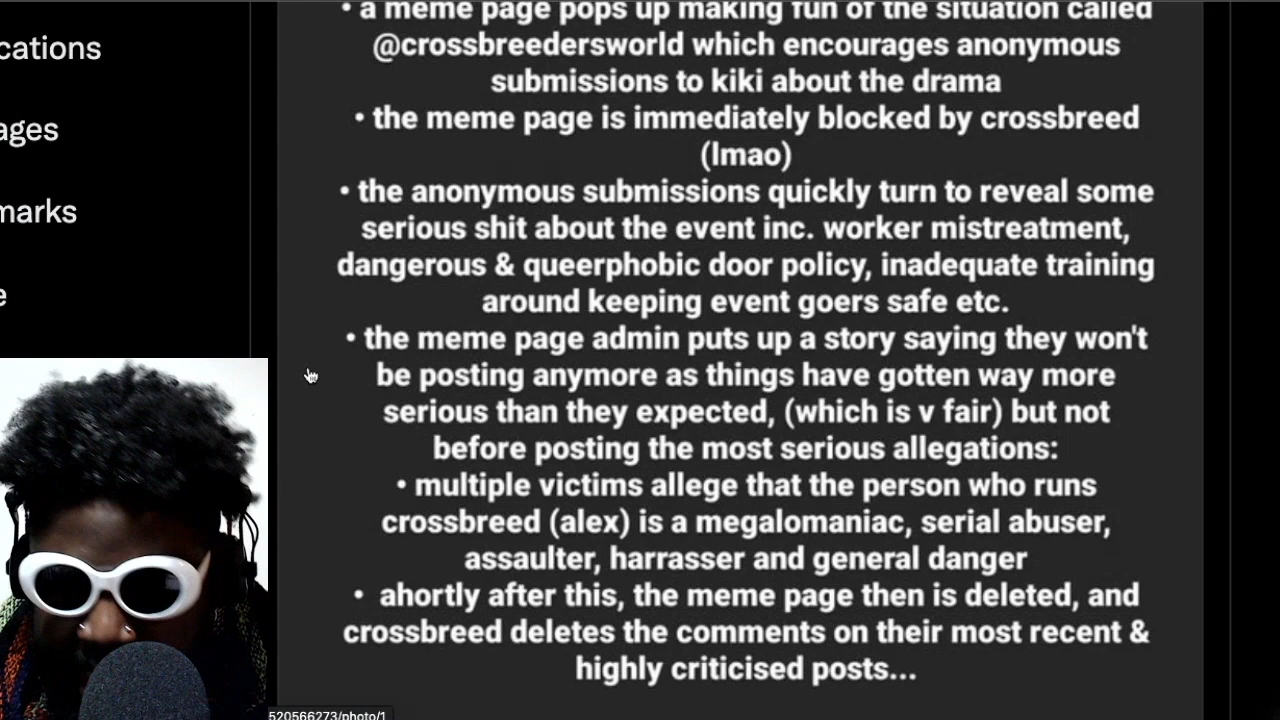 • a meme page pops up making fun of the situation called
@crossbreedersworld which encourages anonymous
submissions to kiki about the drama
• the meme page is immediately blocked by crossbreed
(lmao)
• the anonymous submissions quickly turn to reveal some
serious shit about the event inc. worker mistreatment,
dangerous & queerphobic door policy, inadequate training
around keeping event goers safe etc.
• the meme page admin puts up a story saying they won't
be posting anymore as things have gotten way more
serious than they expected, (which is v fair) but not
before posting the most serious allegations:
• multiple victims allege that the person who runs
crossbreed (alex) is a megalomaniac, serial abuser,
assaulter, harrasser and general danger
• ahortly after this, the meme page then is deleted, and
crossbreed deletes the comments on their most recent &
highly criticised posts...
cations
ages
marks
e
520566273/photo/1